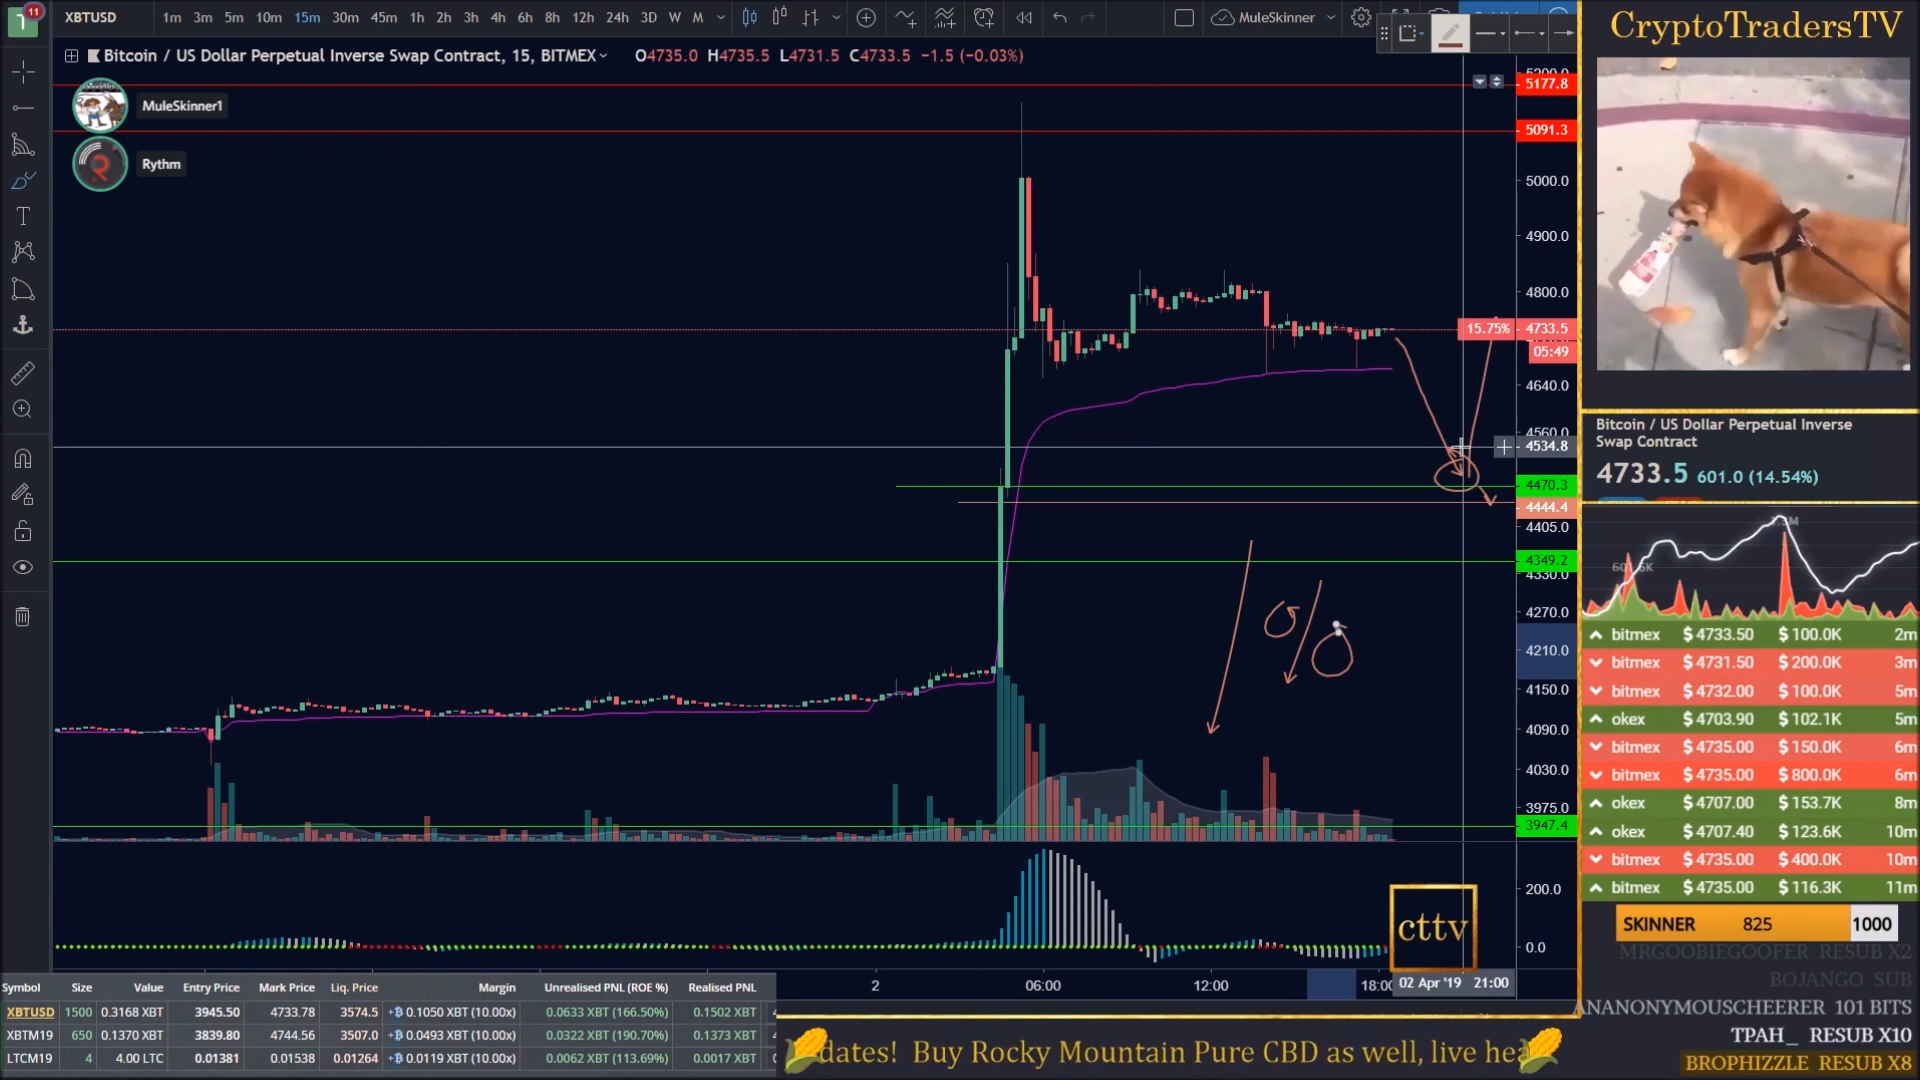 11
XBTUSD 1m 3m 5m 10m 15m 30m 45m 1h 2h 3h 4h 6h 8h 12h 24h 3D W M MuleSkinner
CryptoTradersTV
Bitcoin / US Dollar Perpetual Inverse Swap Contract, 15, BITMEX O4735.0 H4735.5 L4731.5 C4733.5 -1.5 (-0.03%)
MuleSkinner1
Rythm
5200.0
5177.8
5091.3
5000.0
4900.0
4800.0
15.75% 4733.5
05:49
4640.0
4560.0
4534.8
4470.3
4444.4
4405.0
4349.2
4330.0
4270.0
4210.0
4150.0
4090.0
4030.0
3975.0
3947.4
200.0
0.0
cttv
2 06:00 12:00 18:00 02 Apr '19 21:00
Bitcoin / US Dollar Perpetual Inverse
Swap Contract
4733.5 601.0 (14.54%)
bitmex $4733.50 $100.0K 2m
bitmex $4731.50 $200.0K 3m
bitmex $4732.00 $100.0K 5m
okex $4703.90 $102.1K 5m
bitmex $4735.00 $150.0K 6m
bitmex $4735.00 $800.0K 6m
okex $4707.00 $153.7K 8m
okex $4707.40 $123.6K 10m
bitmex $4735.00 $400.0K 10m
bitmex $4735.00 $116.3K 11m
SKINNER 825 1000
MRGOOBIEGOOFER RESUB X2
BOJANGO SUB
ANANONYMOUSCHEERER 101 BITS
TPAH_ RESUB X10
BROPHIZZLE RESUB X8
Symbol Size Value Entry Price Mark Price Liq. Price Margin Unrealised PNL (ROE %) Realised PNL
XBTUSD 1500 0.3168 XBT 3945.50 4733.78 3574.5 0.1050 XBT (10.00x) 0.0633 XBT (166.50%) 0.1502 XBT
XBTM19 650 0.1370 XBT 3839.80 4744.56 3507.0 0.0493 XBT (10.00x) 0.0322 XBT (190.70%) 0.1373 XBT
LTCM19 4 4.00 LTC 0.01381 0.01538 0.01264 0.0119 XBT (10.00x) 0.0062 XBT (113.69%) 0.0017 XBT
dates! Buy Rocky Mountain Pure CBD as well, live hea